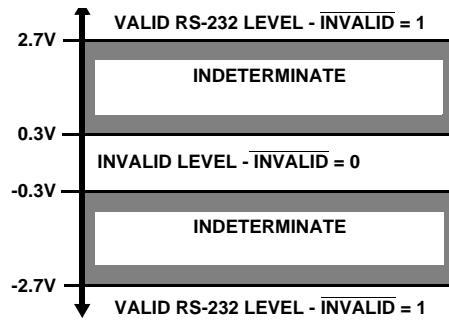 VALID RS-232 LEVEL - INVALID = 1
2.7V
INDETERMINATE
0.3V
INVALID LEVEL - INVALID = 0
-0.3V
INDETERMINATE
-2.7V
VALID RS-232 LEVEL - INVALID = 1